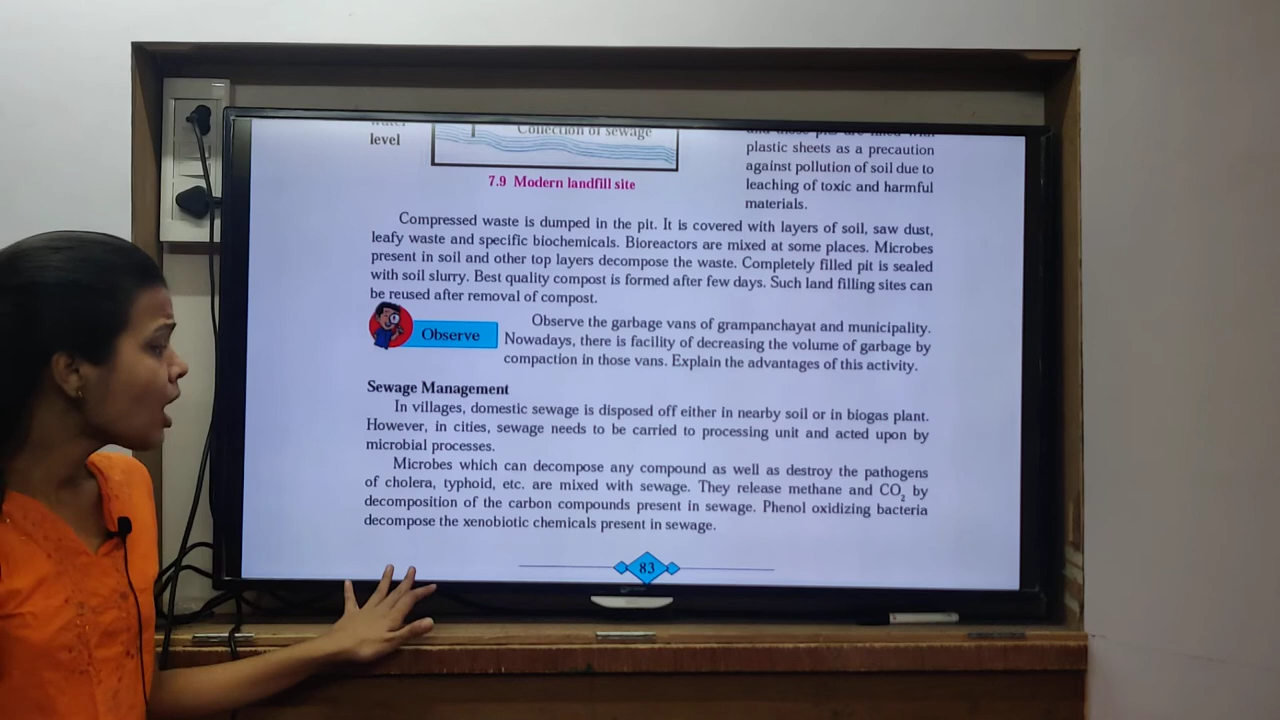 level
Collection of sewage
7.9 Modern landfill site
plastic sheets as a precaution
against pollution of soil due to
leaching of toxic and harmful
materials.
Compressed waste is dumped in the pit. It is covered with layers of soil, saw dust,
leafy waste and specific biochemicals. Bioreactors are mixed at some places. Microbes
present in soil and other top layers decompose the waste. Completely filled pit is sealed
with soil slurry. Best quality compost is formed after few days. Such land filling sites can
be reused after removal of compost.
Observe
Observe the garbage vans of grampanchayat and municipality.
Nowadays, there is facility of decreasing the volume of garbage by
compaction in those vans. Explain the advantages of this activity.
Sewage Management
In villages, domestic sewage is disposed off either in nearby soil or in biogas plant.
However, in cities, sewage needs to be carried to processing unit and acted upon by
microbial processes.
Microbes which can decompose any compound as well as destroy the pathogens
of cholera, typhoid, etc. are mixed with sewage. They release methane and CO₂ by
decomposition of the carbon compounds present in sewage. Phenol oxidizing bacteria
decompose the xenobiotic chemicals present in sewage.
83